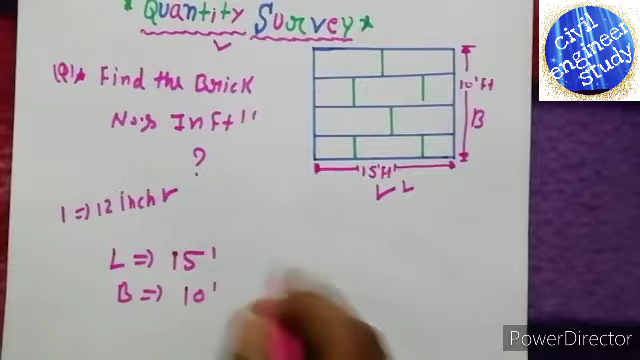 * Quantity Survey *
(Q)* Find the Brick
No:s In Ft''
?
1 => 12 inch
L => 15'
B => 10'
10' Ft
B
15' Ft
L
civil
engineer
study
PowerDirector